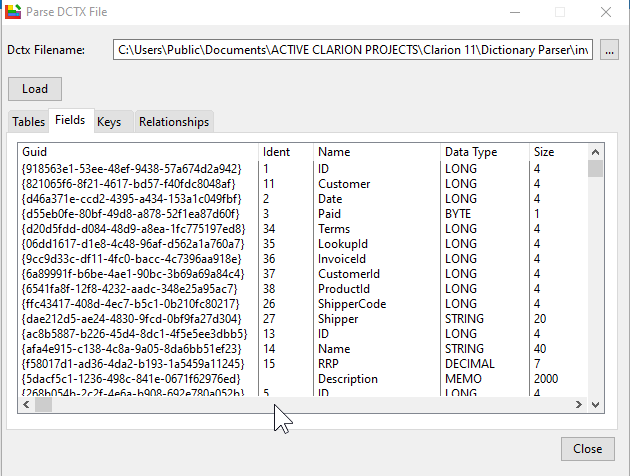 Parse DCTX File
Dctx Filename: C:\Users\Public\Documents\ACTIVE CLARION PROJECTS\Clarion 11\Dictionary Parser\in ...
Load
Tables Fields Keys Relationships
Guid Ident Name Data Type Size
{918563e1-53ee-48ef-9438-57a674d2a942} 1 ID LONG 4
{821065f6-8f21-4617-bd57-f40fdc8048af} 11 Customer LONG 4
{d46a371e-ccd2-4395-a434-153a1c049fbf} 2 Date LONG 4
{d55eb0fe-80bf-49d8-a878-52f1ea87d60f} 3 Paid BYTE 1
{d20d5fdd-d084-48d9-a8ea-1fc775197ed8} 34 Terms LONG 4
{06dd1617-d1e8-4c48-96af-d562a1a760a7} 35 LookupId LONG 4
{9cc9d33c-df11-4fc0-bacc-4c7396aa918e} 36 InvoiceId LONG 4
{6a89991f-b6be-4ae1-90bc-3b69a69a84c4} 37 CustomerId LONG 4
{6541fa8f-12f8-4232-aadc-348e25a95ac7} 38 ProductId LONG 4
{ffc43417-408d-4ec7-b5c1-0b210fc80217} 26 ShipperCode LONG 4
{dae212d5-ae24-4830-9fcd-0bf9fa27d304} 27 Shipper STRING 20
{ac8b5887-b226-45d4-8dc1-4f5e5ee3dbb5} 13 ID LONG 4
{afa4e915-c138-4c8a-9a05-8da6bb51ef23} 14 Name STRING 40
{f58017d1-ad36-4da2-b193-1a5459a11245} 15 RRP DECIMAL 7
{5dacf5c1-1236-498c-841e-0671f62976ed} Description MEMO 2000
{268b054b-2c2f-4e6a-b908-692e780a052b} 5 ID LONG 4
Close